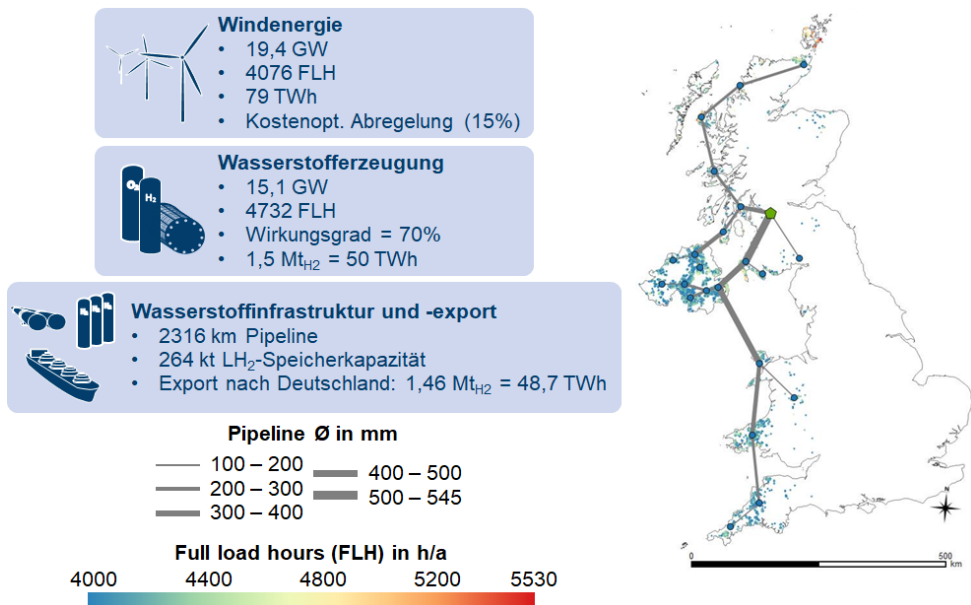 Windenergie
• 19,4 GW
• 4076 FLH
• 79 TWh
• Kostenopt. Abregelung (15%)
O₂
H₂
Wasserstofferzeugung
• 15,1 GW
• 4732 FLH
• Wirkungsgrad = 70%
• 1,5 Mt_H2 = 50 TWh
Wasserstoffinfrastruktur und -export
• 2316 km Pipeline
• 264 kt LH₂-Speicherkapazität
• Export nach Deutschland: 1,46 Mt_H2 = 48,7 TWh
Pipeline Ø in mm
100 – 200
200 – 300
300 – 400
400 – 500
500 – 545
Full load hours (FLH) in h/a
4000 4400 4800 5200 5530
N
0 500
km